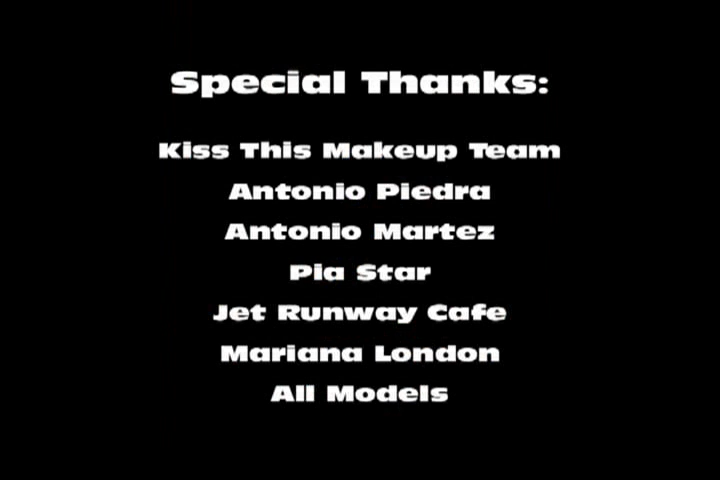 Special Thanks:
Kiss This Makeup Team
Antonio Piedra
Antonio Martez
Pia Star
Jet Runway Cafe
Mariana London
All Models